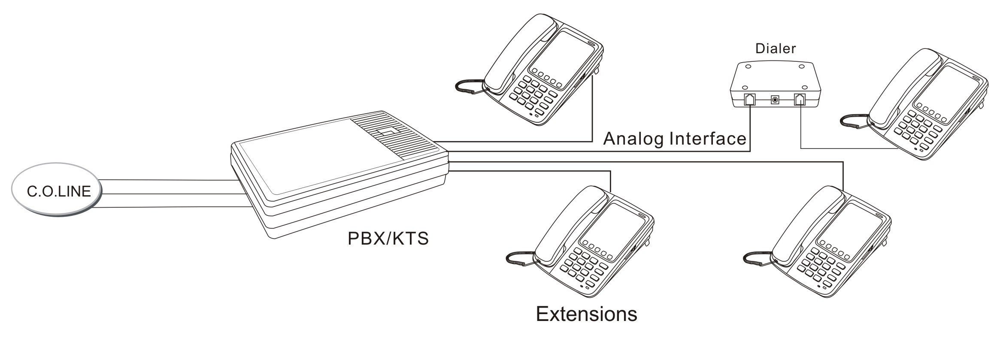 Dialer
Analog Interface
C.O.LINE
PBX/KTS
Extensions